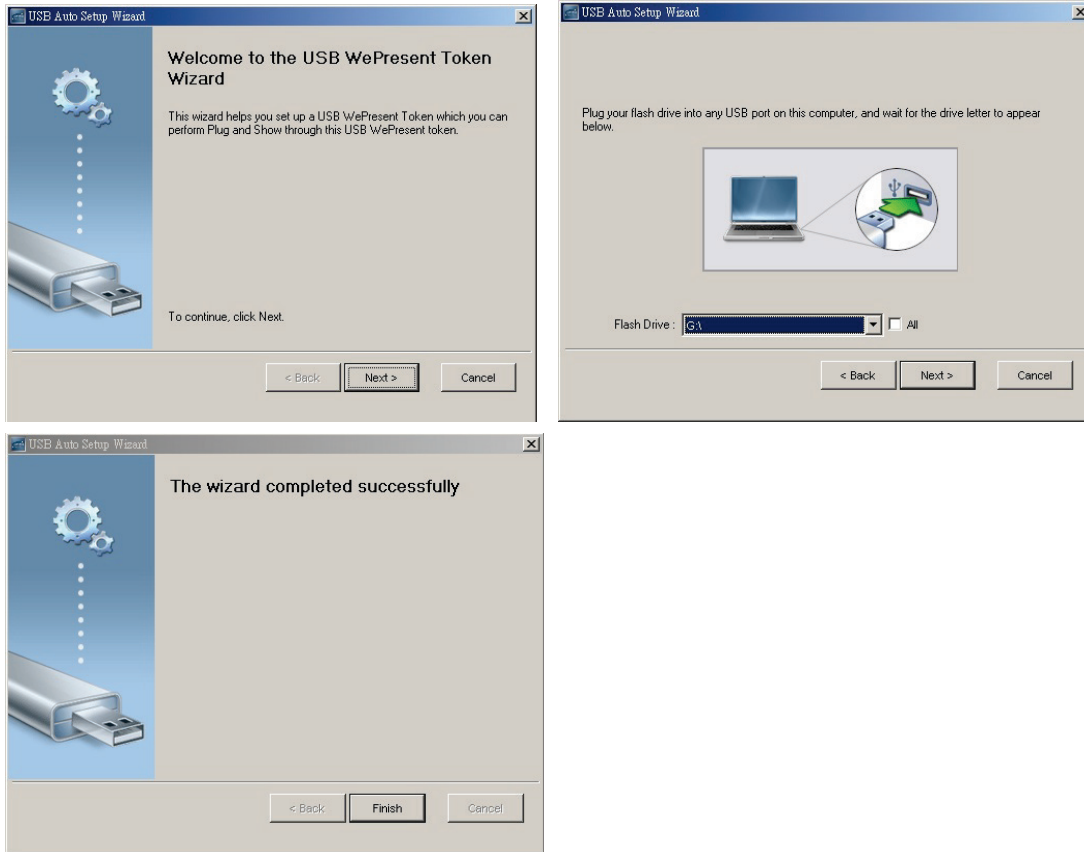 USB Auto Setup Wizard
Welcome to the USB WePresent Token
Wizard
This wizard helps you set up a USB WePresent Token which you can
perform Plug and Show through this USB WePresent token.
To continue, click Next.
< Back
Next >
Cancel
USB Auto Setup Wizard
Plug your flash drive into any USB port on this computer, and wait for the drive letter to appear
below.
Flash Drive : G:\ All
< Back
Next >
Cancel
USB Auto Setup Wizard
The wizard completed successfully
< Back
Finish
Cancel